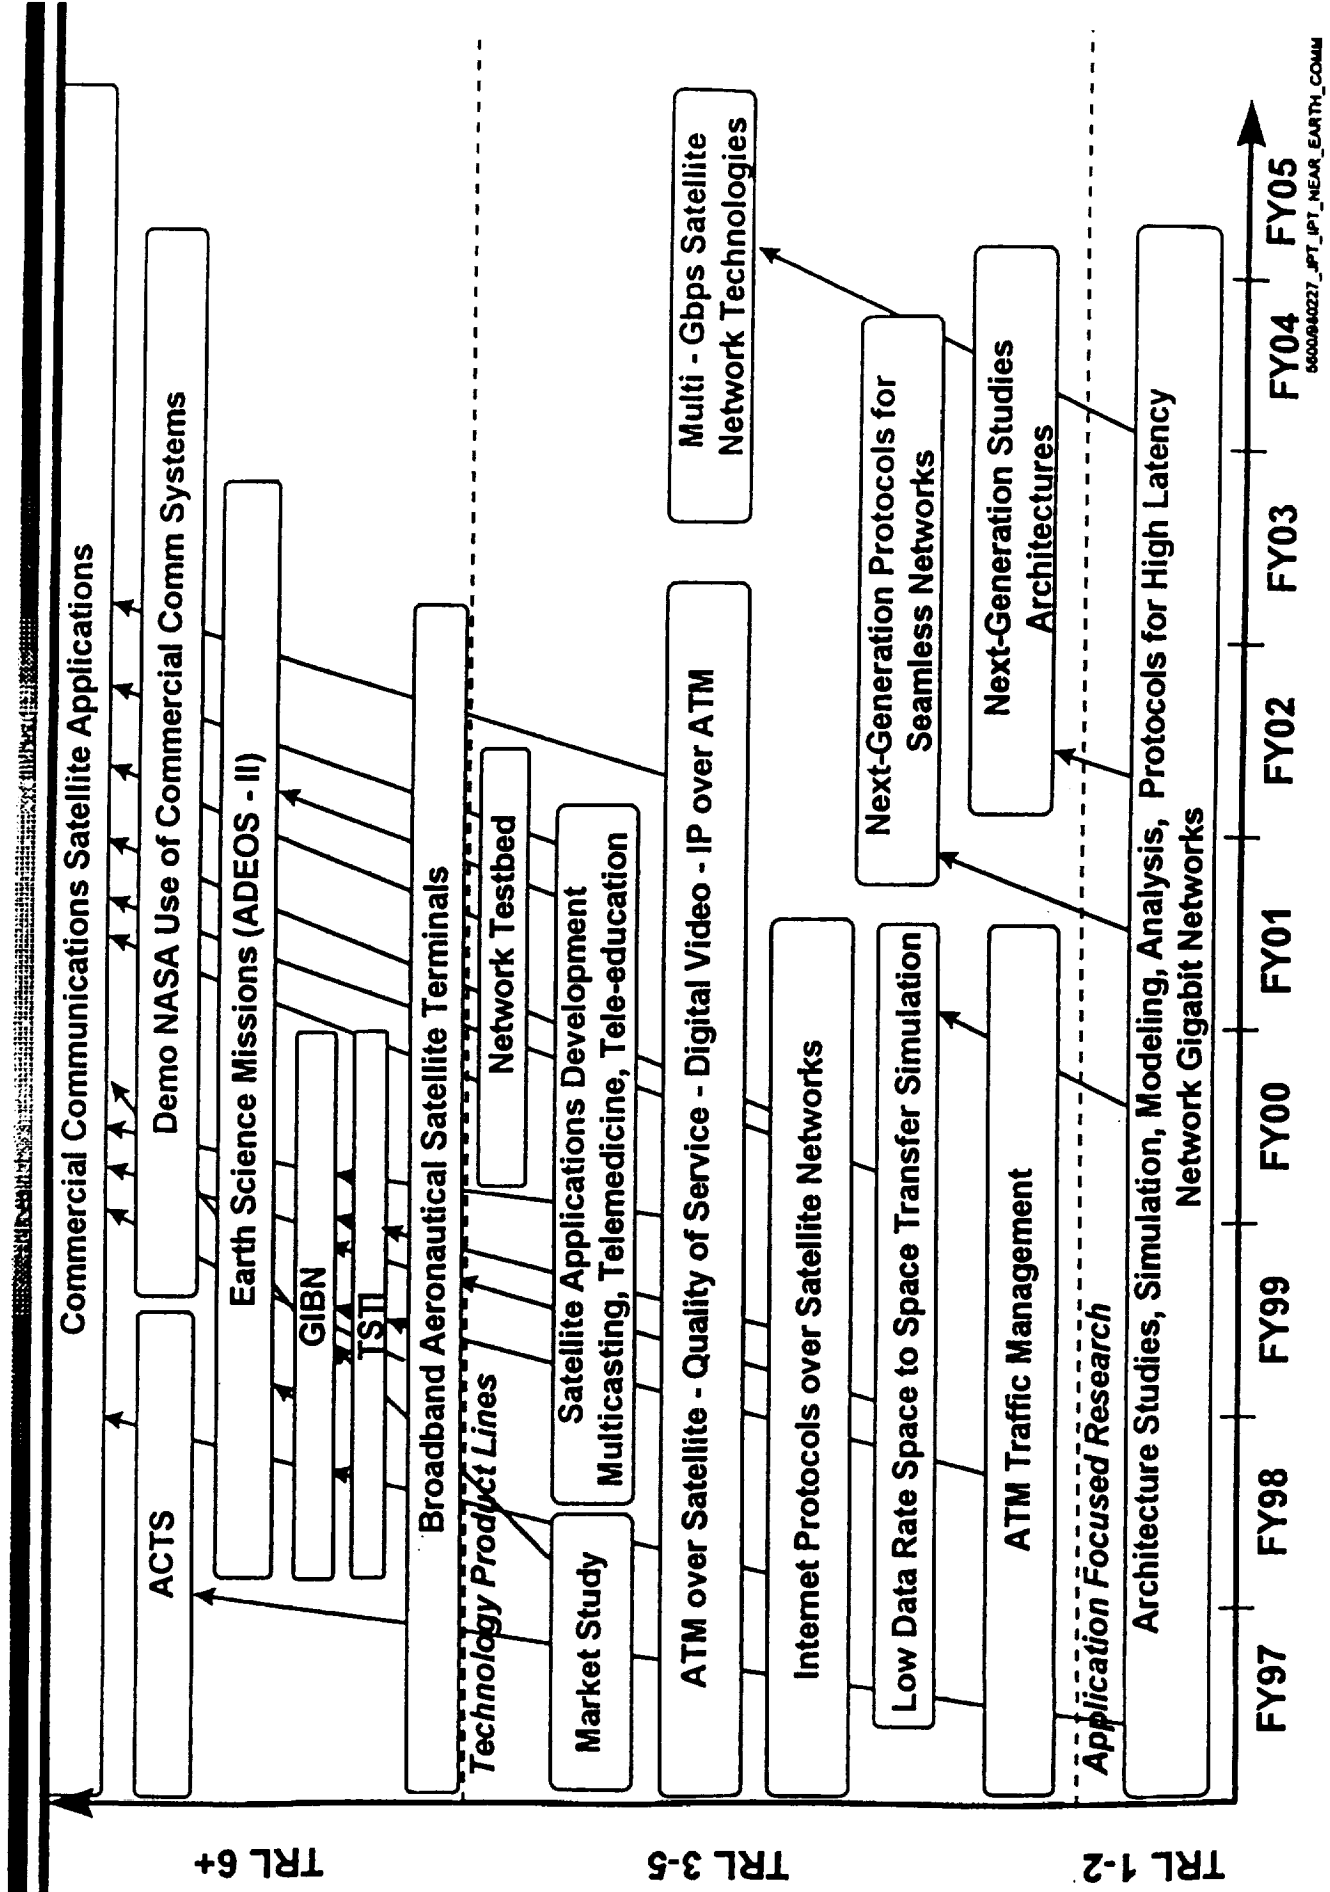 Commercial Communications Satellite Applications
ACTS
Demo NASA Use of Commercial Comm Systems
Earth Science Missions (ADEOS - II)
GIBN
TSTI
Broadband Aeronautical Satellite Terminals
Technology Product Lines
Network Testbed
Market Study
Satellite Applications Development
Multicasting, Telemedicine, Tele-education
ATM over Satellite - Quality of Service - Digital Video - IP over ATM
Multi - Gbps Satellite
Network Technologies
Internet Protocols over Satellite Networks
Low Data Rate Space to Space Transfer Simulation
Next-Generation Protocols for
Seamless Networks
ATM Traffic Management
Next-Generation Studies
Architectures
Application Focused Research
Architecture Studies, Simulation, Modeling, Analysis, Protocols for High Latency
Network Gigabit Networks
TRL 6+
TRL 3-5
TRL 1-2
FY97
FY98
FY99
FY00
FY01
FY02
FY03
FY04
FY05
5600/980227_JPT_IPT_NEAR_EARTH_COMM